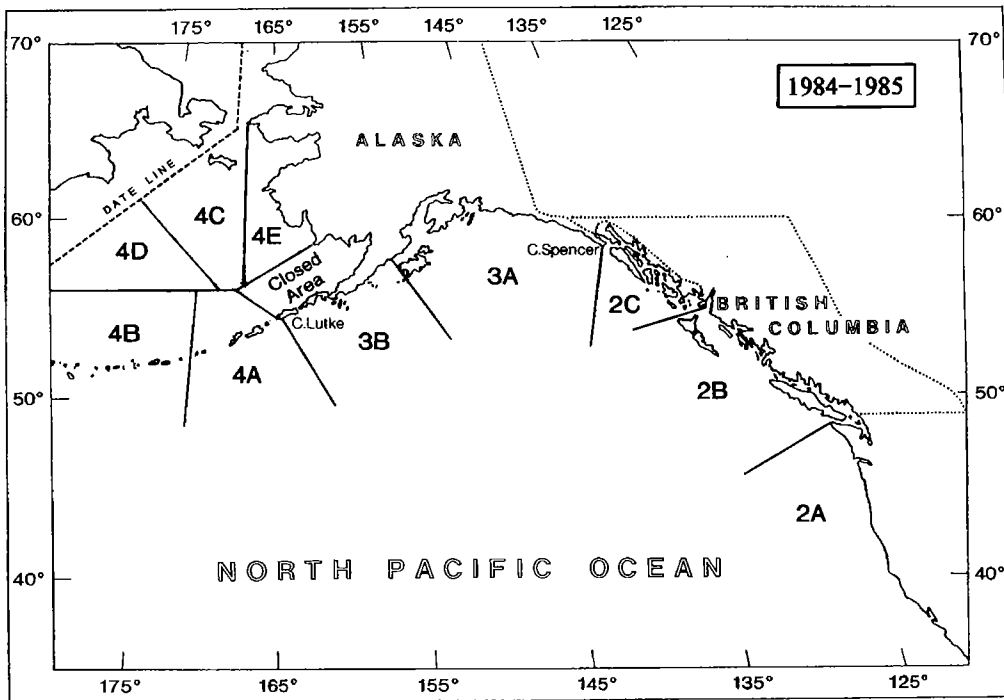 175° 165° 155° 145° 135° 125°
70° 70°
1984–1985
ALASKA
DATE LINE
60° 60°
4C
4E
4D
C.Spencer
3A
Closed
Area
2C
BRITISH
COLUMBIA
4B
C.Lutke
3B
4A
2B
50° 50°
2A
NORTH PACIFIC OCEAN
40° 40°
175° 165° 155° 145° 135° 125°